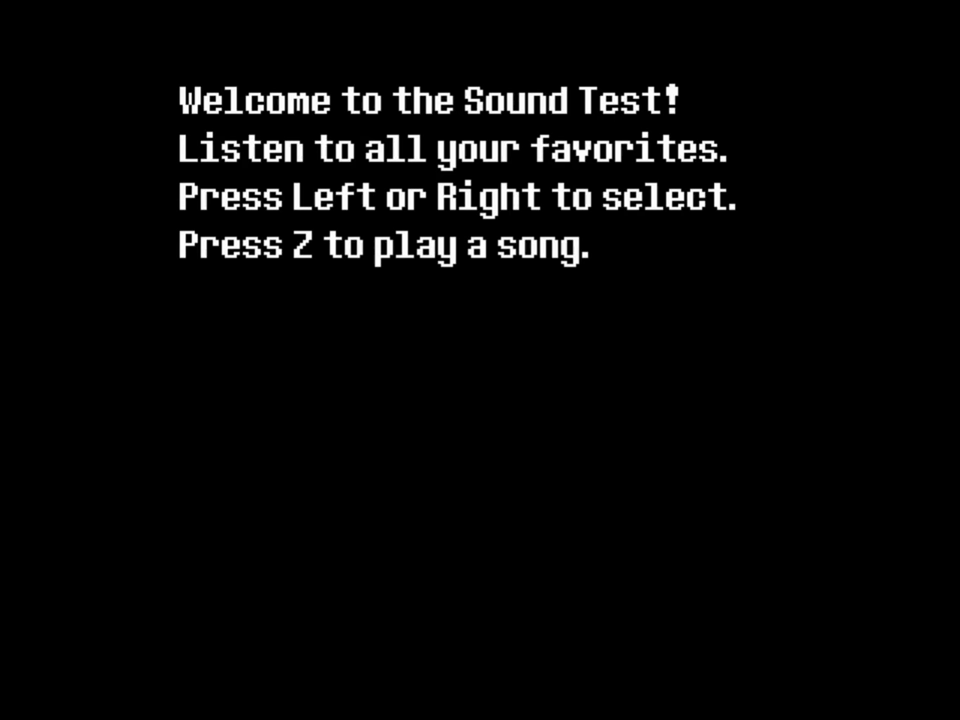 Welcome to the Sound Test!
Listen to all your favorites.
Press Left or Right to select.
Press Z to play a song.